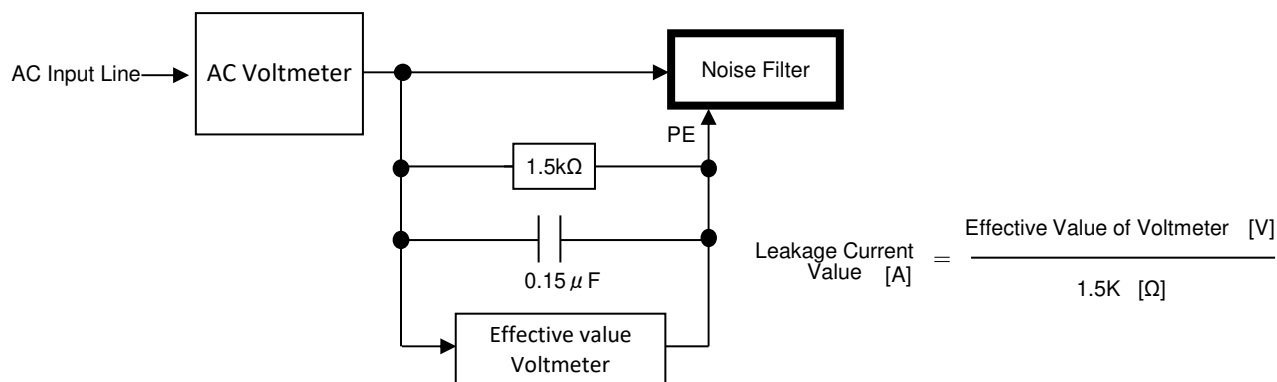 AC Input Line
AC Voltmeter
Noise Filter
PE
1.5kΩ
0.15μF
Effective value
Voltmeter
Leakage Current
Value [A]
=
Effective Value of Voltmeter [V]
1.5K [Ω]